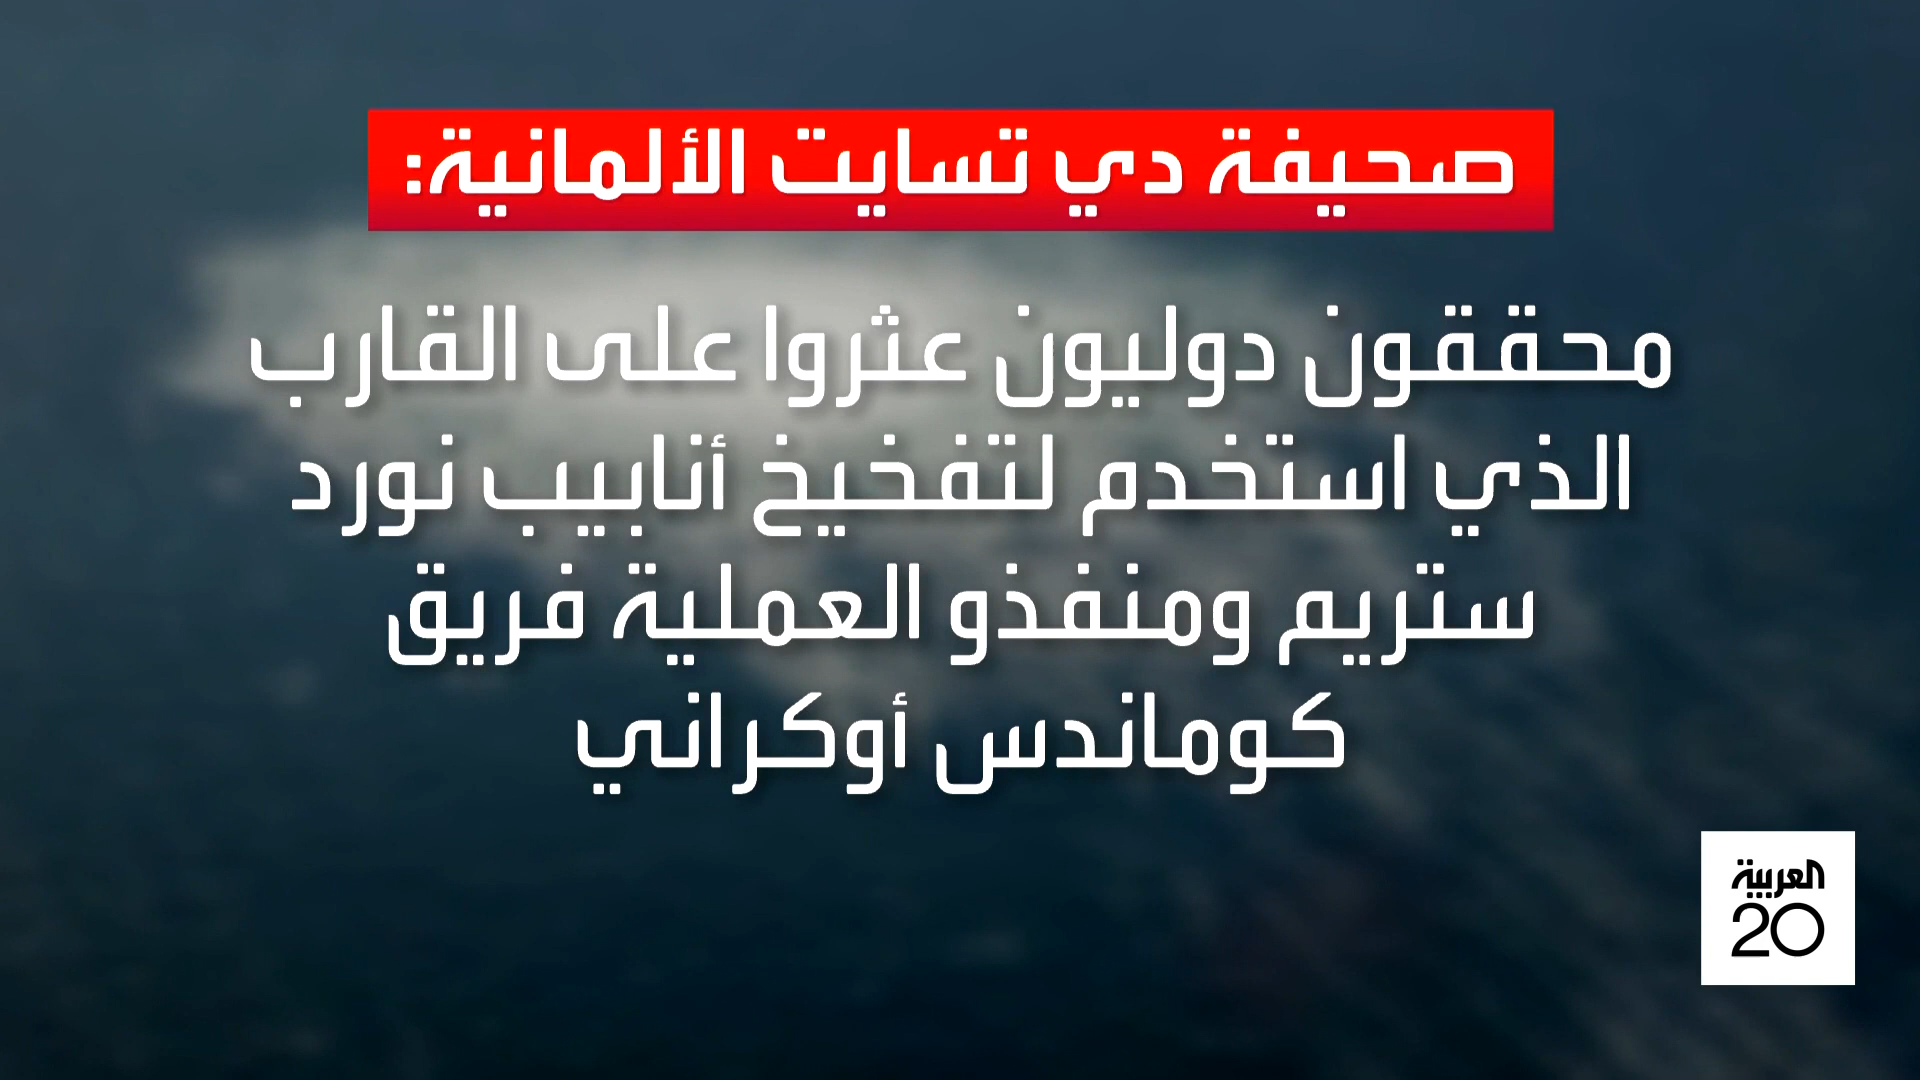 صحيفة دي تسايت الألمانية:
محققون دوليون عثروا على القارب
الذي استخدم لتفخيخ أنابيب نورد
ستريم ومنفذو العملية فريق
كوماندس أوكراني
العربية
20